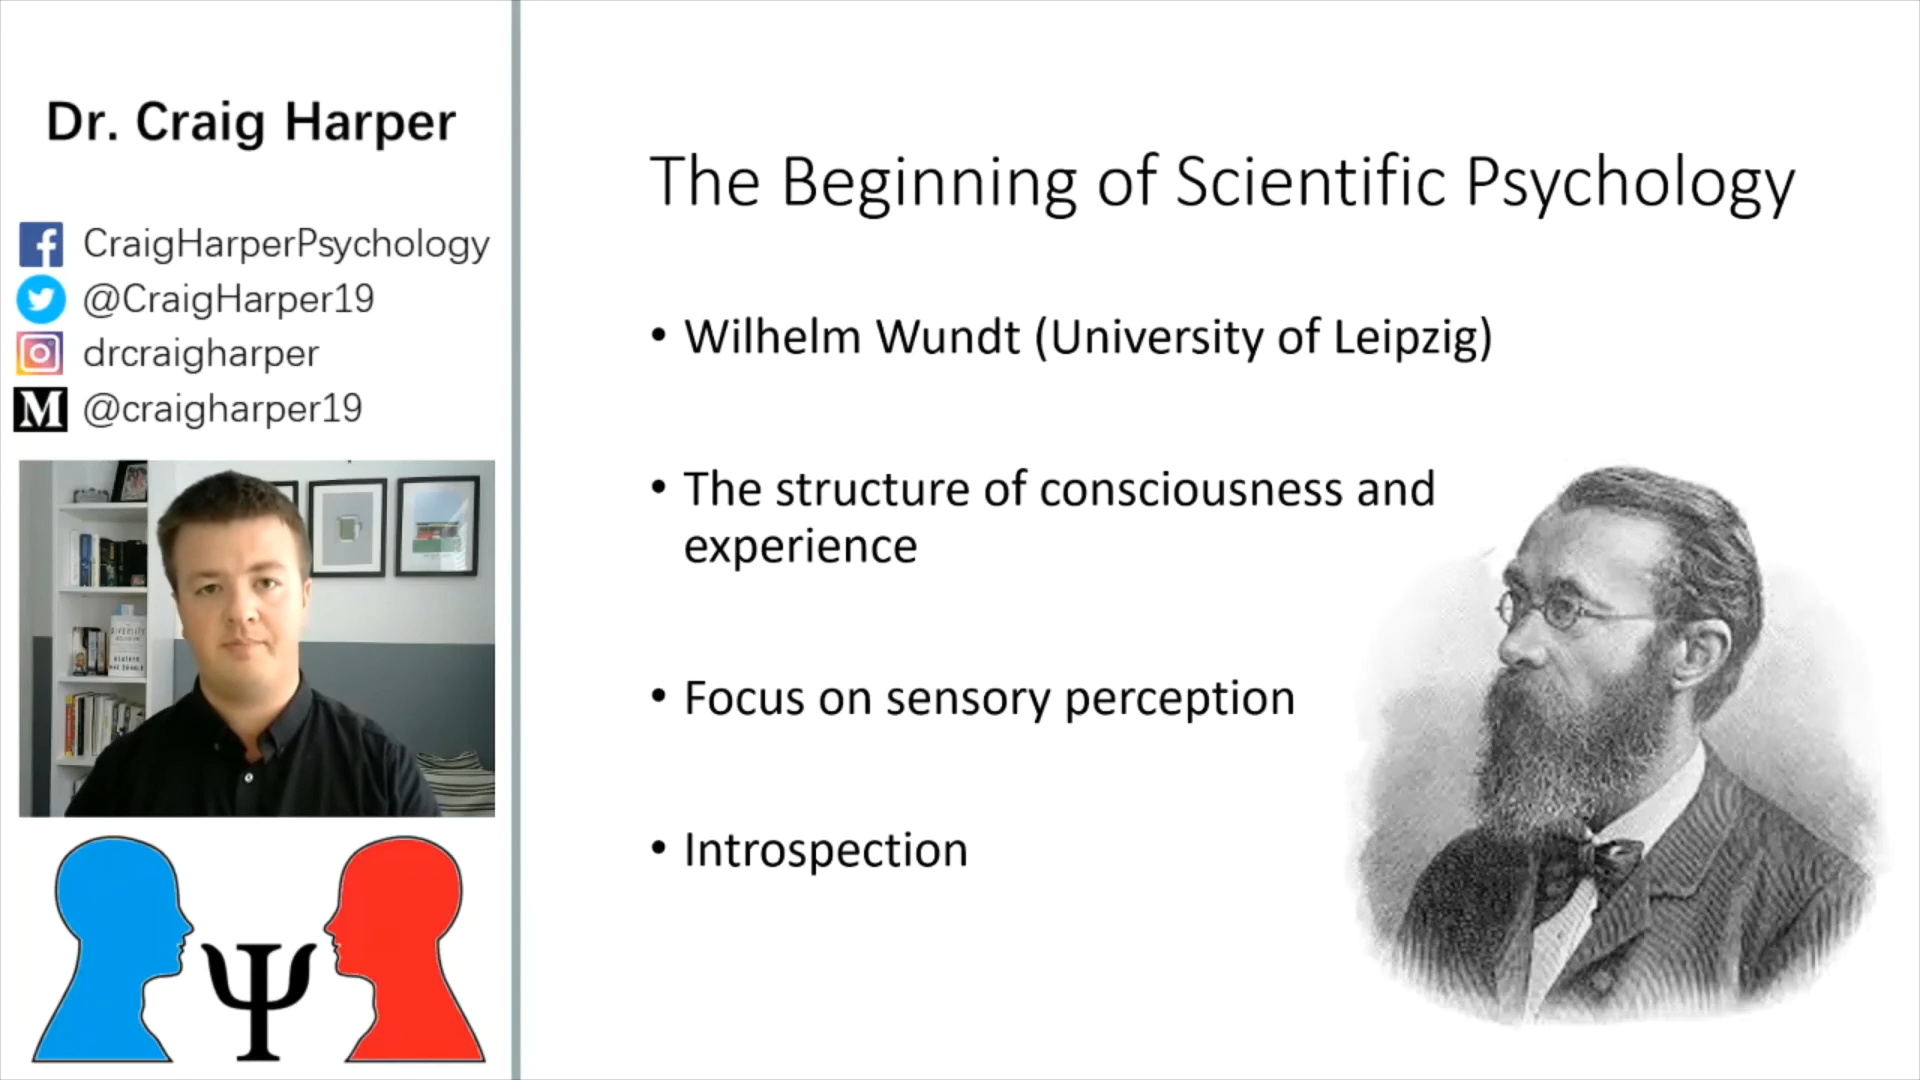 Dr. Craig Harper
CraigHarperPsychology
@CraigHarper19
drcraigharper
M @craigharper19
Ψ
The Beginning of Scientific Psychology
• Wilhelm Wundt (University of Leipzig)
• The structure of consciousness and
experience
• Focus on sensory perception
• Introspection